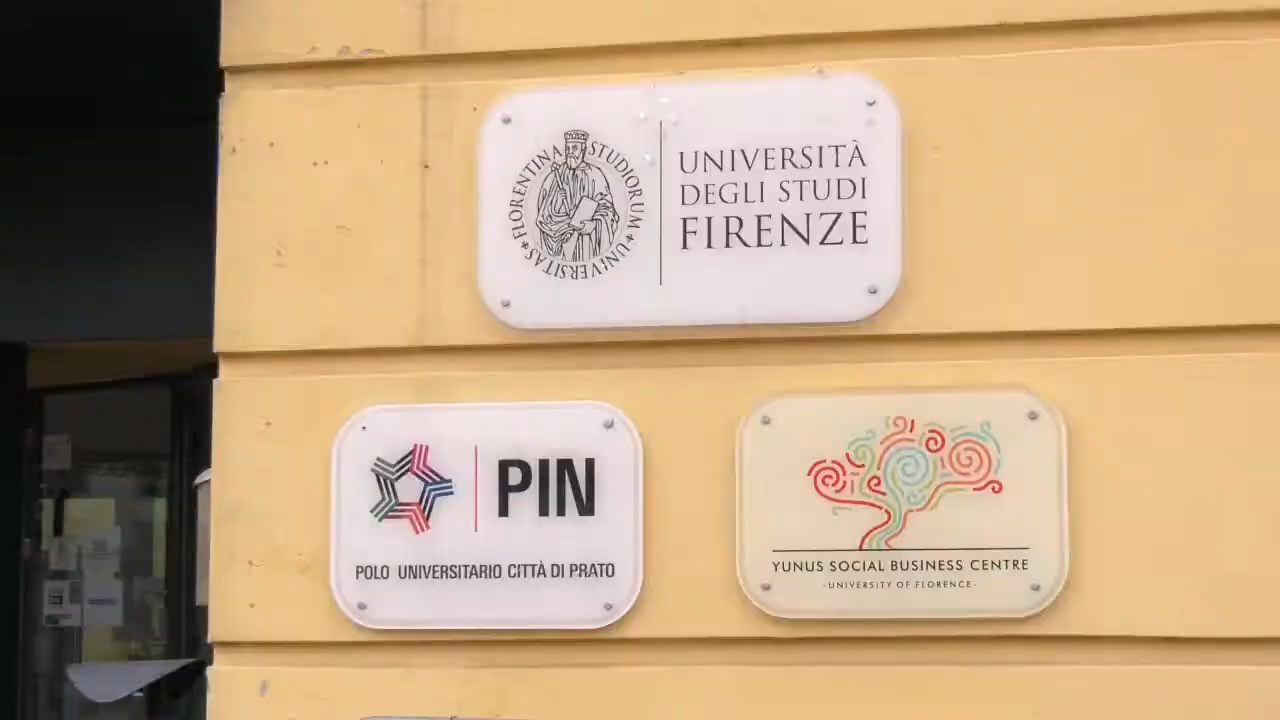 FLORENTINA STUDIORUM UNIVERSITAS
UNIVERSITÀ
DEGLI STUDI
FIRENZE
PIN
POLO UNIVERSITARIO CITTÀ DI PRATO
YUNUS SOCIAL BUSINESS CENTRE
-UNIVERSITY OF FLORENCE-